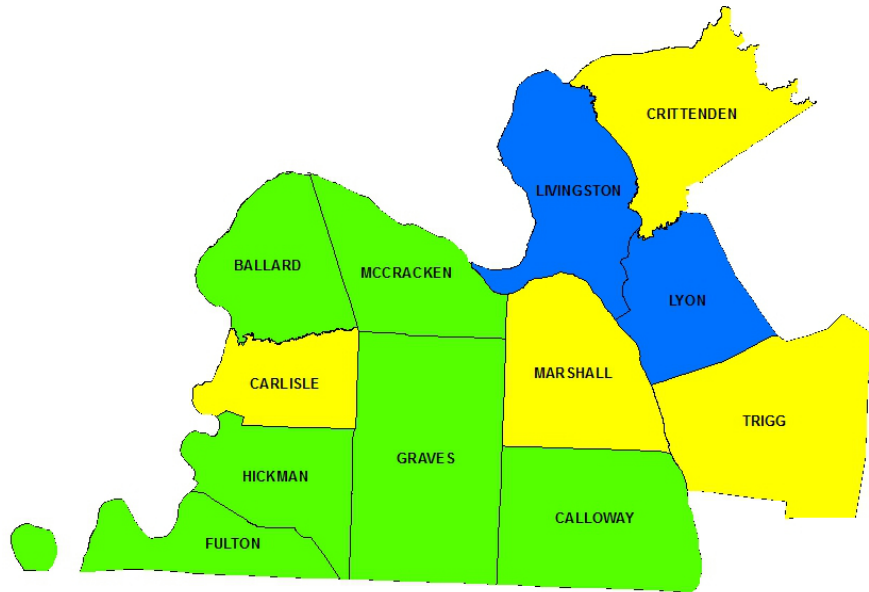 CRITTENDEN
LIVINGSTON
BALLARD
MCCRACKEN
LYON
CARLISLE
MARSHALL
TRIGG
HICKMAN
GRAVES
CALLOWAY
FULTON